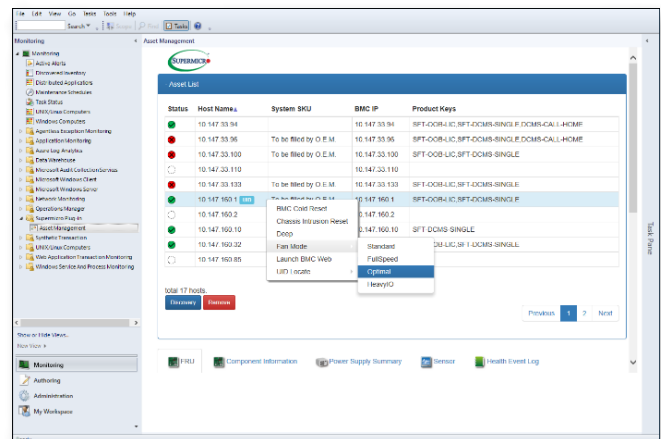 File Edit View Go Tasks Tools Help
Search Scope Find Tasks
Monitoring
Monitoring
Active Alerts
Discovered Inventory
Distributed Applications
Maintenance Schedules
Task Status
UNIX/Linux Computers
Windows Computers
Agentless Exception Monitoring
Application Monitoring
Azure Log Analytics
Data Warehouse
Microsoft Audit Collection Services
Microsoft Windows Client
Microsoft Windows Server
Network Monitoring
Operations Manager
Supermicro Plug-in
Asset Management
Synthetic Transaction
UNIX/Linux Computers
Web Application Transaction Monitoring
Windows Service And Process Monitoring
Show or Hide Views...
New View
Monitoring
Authoring
Administration
My Workspace
Asset Management
SUPERMICRO
Asset List
Status Host Name System SKU BMC IP Product Keys
10.147.33.94 10.147.33.94 SFT-OOB-LIC,SFT-DCMS-SINGLE,DCMS-CALL-HOME
10.147.33.96 To be filled by O.E.M. 10.147.33.96 SFT-OOB-LIC,SFT-DCMS-SINGLE,DCMS-CALL-HOME
10.147.33.100 To be filled by O.E.M. 10.147.33.100 SFT-OOB-LIC,SFT-DCMS-SINGLE
10.147.33.110 10.147.33.110
10.147.33.133 To be filled by O.E.M. 10.147.33.133 SFT-OOB-LIC,SFT-DCMS-SINGLE
10.147.160.1 To be filled by O.E.M. 10.147.160.1 SFT-OOB-LIC,SFT-DCMS-SINGLE
10.147.160.2 10.147.160.2
10.147.160.10 10.147.160.10 SFT-DCMS-SINGLE
10.147.160.32 OOB-LIC,SFT-DCMS-SINGLE
10.147.160.85
BMC Cold Reset
Chassis Intrusion Reset
Deep
Fan Mode
Launch BMC Web
UID Locate
Standard
FullSpeed
Optimal
HeavyIO
total 17 hosts.
Discovery Remove
Previous 1 2 Next
FRU Component Information Power Supply Summary Sensor Health Event Log
Task Pane